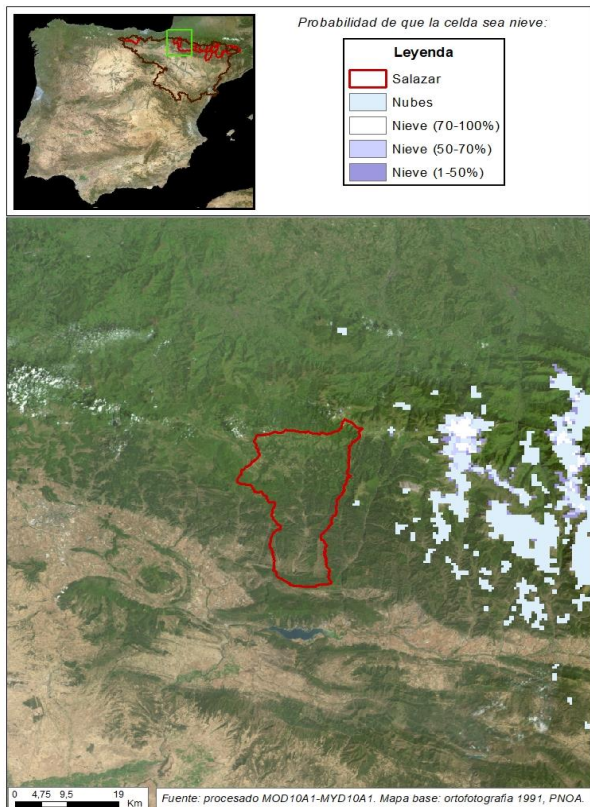 Probabilidad de que la celda sea nieve:
Leyenda
Salazar
Nubes
Nieve (70-100%)
Nieve (50-70%)
Nieve (1-50%)
0 4,75 9,5 19
Km
Fuente: procesado MOD10A1-MYD10A1. Mapa base: ortofotografía 1991, PNOA.